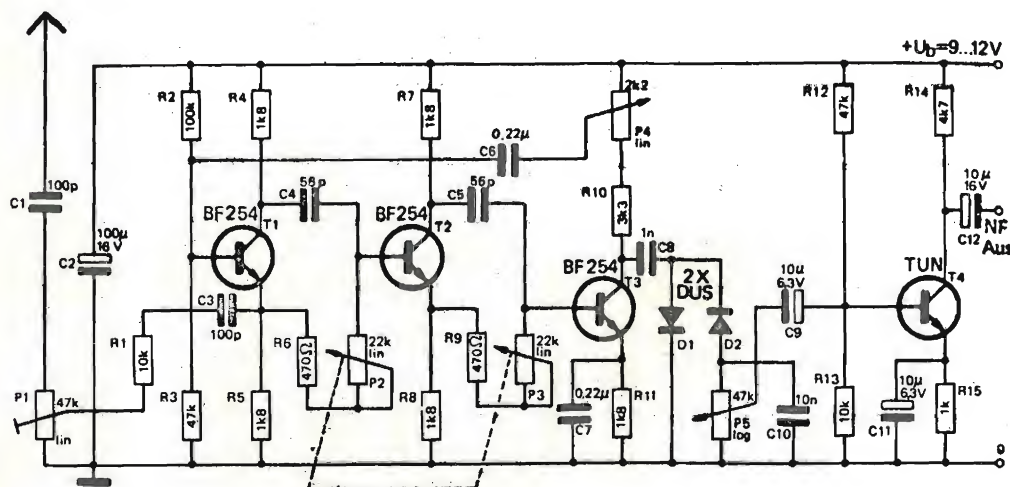 +Ub=9...12V
R2
100k
R4
1k8
R7
1k8
2k2
P4
lin
R12
47k
R14
4k7
0,22µ
C6
C1
100p
C4
56p
C5
56p
R10
3k3
10µ
16V
C12
NF
Aus
100µ
16V
C2
T1
BF254
T2
BF254
T3
1n
C8
2X
DUS
10µ
6,3V
C9
TUN
T4
C3
100p
R1
10k
R6
470Ω
22k
lin
P2
R9
470Ω
22k
lin
P3
D1
D2
P1
47k
lin
R3
47k
R5
1k8
R8
1k8
0,22µ
C7
R11
1k8
47k
P5
log
10n
C10
R13
10k
10µ
6,3V
C11
R15
1k
BF254